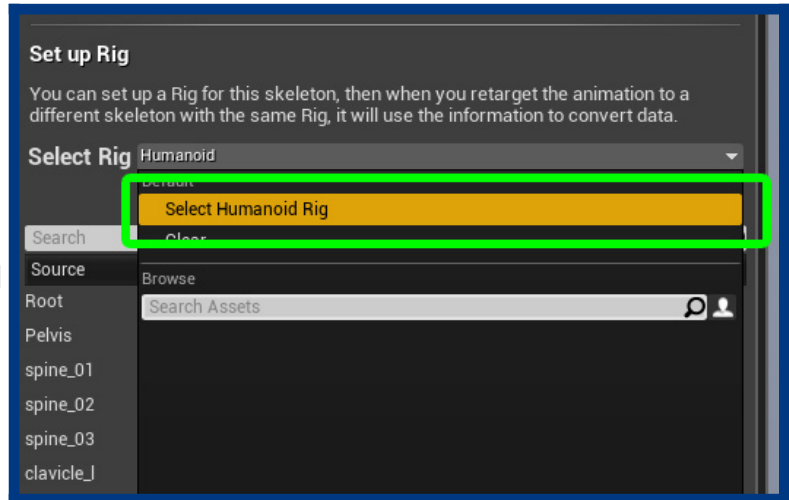 Set up Rig
You can set up a Rig for this skeleton, then when you retarget the animation to a
different skeleton with the same Rig, it will use the information to convert data.
Select Rig Humanoid
Default
Select Humanoid Rig
Search
Clear
Source
Browse
Root
Search Assets
Pelvis
spine_01
spine_02
spine_03
clavicle_l